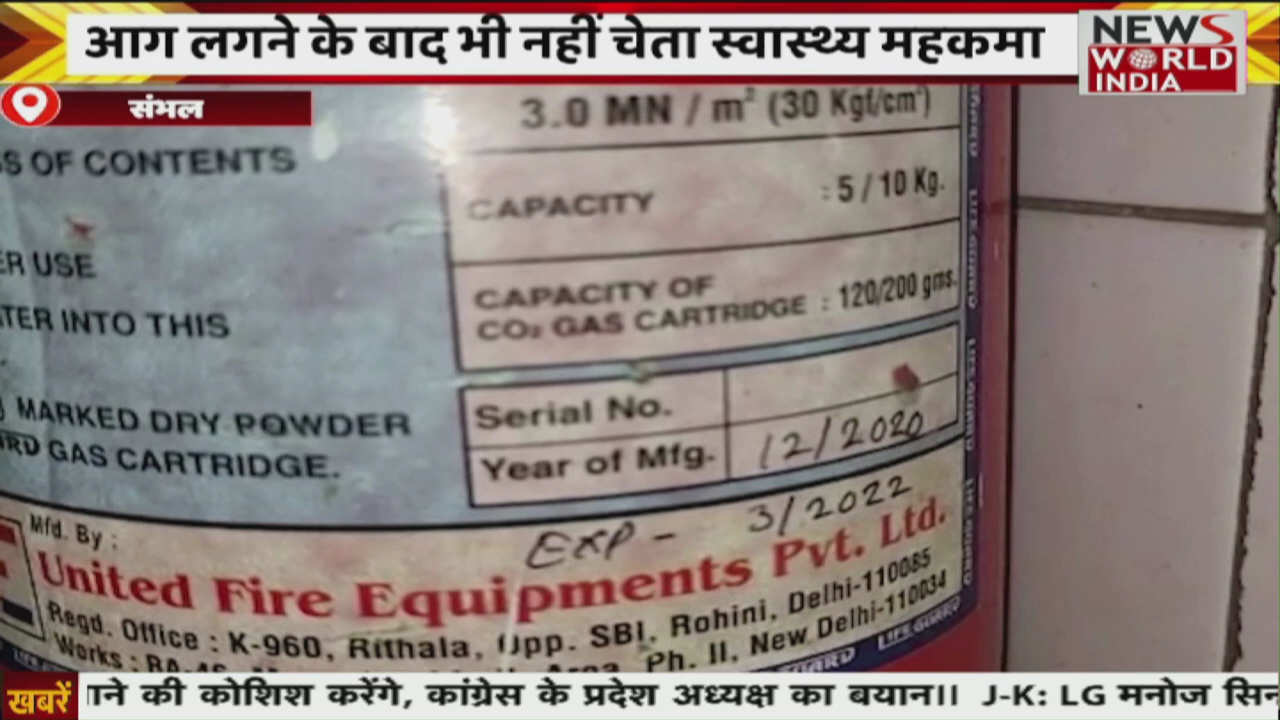 आग लगने के बाद भी नहीं चेता स्वास्थ्य महकमा
NEWS
WORLD
INDIA
संभल
3.0 MN / m² (30 Kgf/cm²)
OF CONTENTS
CAPACITY : 5 / 10 Kg.
USE
CAPACITY OF
CO₂ GAS CARTRIDGE : 120/200 gms.
INTO THIS
Serial No.
MARKED DRY POWDER
GAS CARTRIDGE.
Year of Mfg. 12/2020
EXP - 3/2022
Mfd. By :
United Fire Equipments Pvt. Ltd.
Regd. Office : K-960, Rithala, Opp. SBI, Rohini, Delhi-110085
Works : Ph. II, New Delhi-110034
LIFE GUARD
खबरें
की कोशिश करेंगे, कांग्रेस के प्रदेश अध्यक्ष का बयान।। J-K: LG मनोज